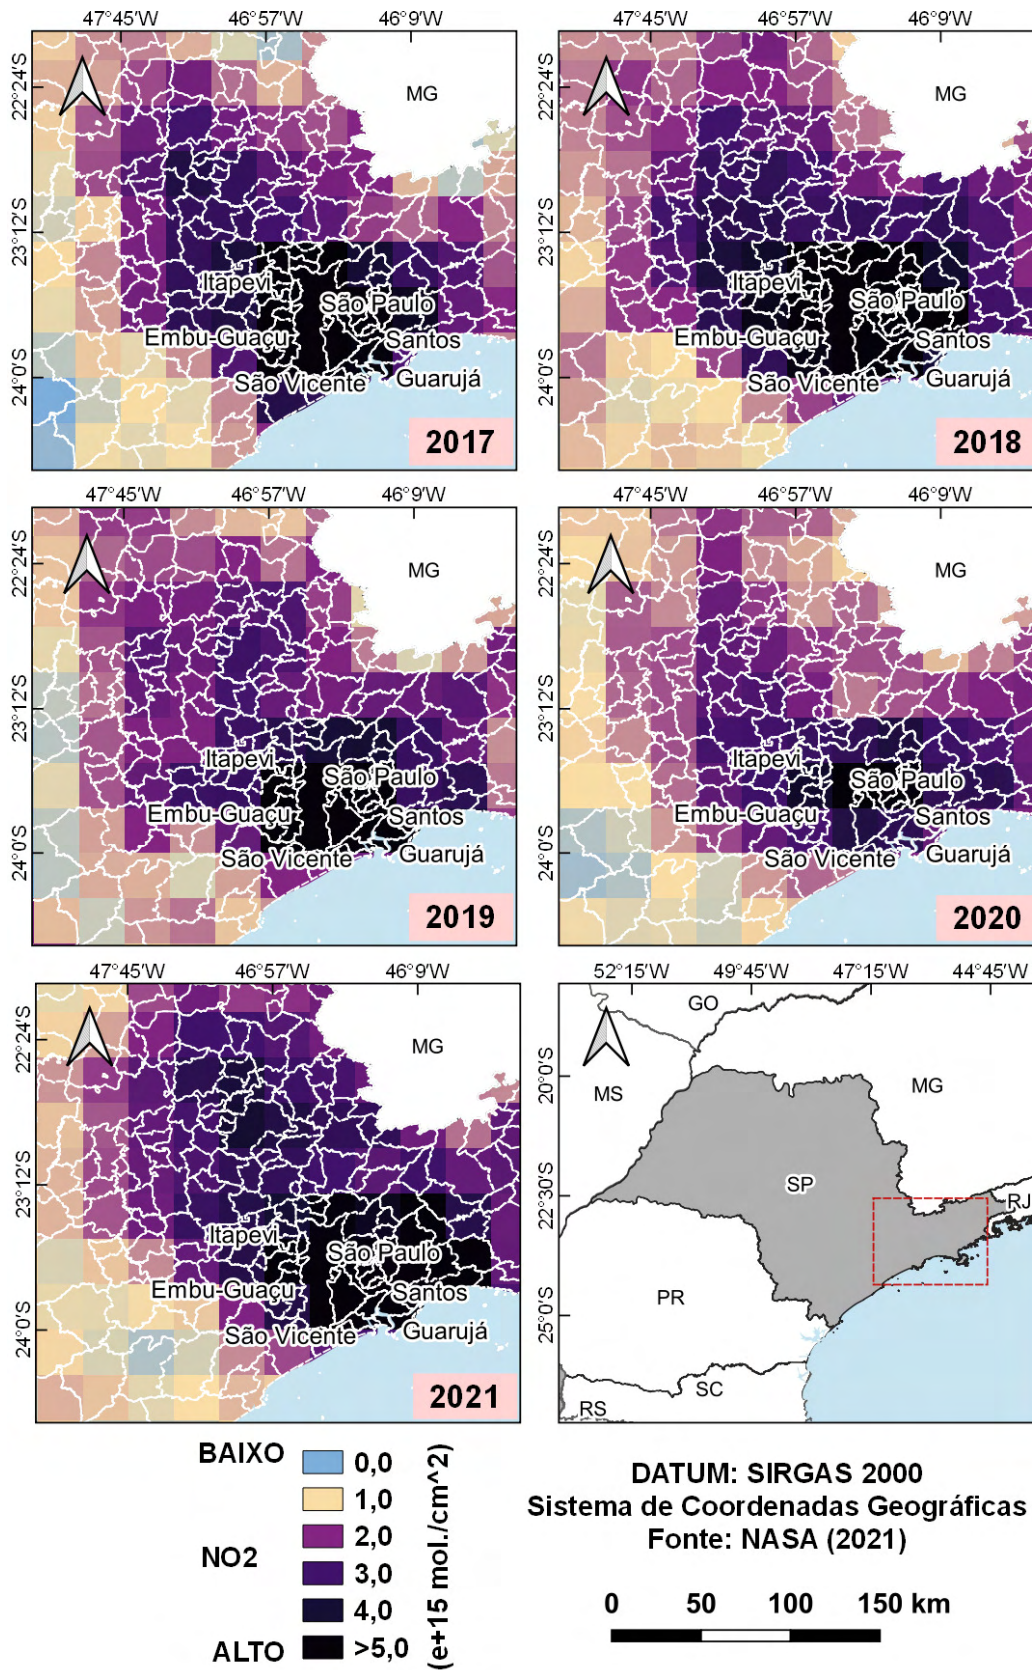 47°45'W 46°57'W 46°9'W
22°24'S
23°12'S
24°0'S
MG
Itapevi
São Paulo
Embu-Guaçu
Santos
São Vicente
Guarujá
2017
47°45'W 46°57'W 46°9'W
22°24'S
23°12'S
24°0'S
MG
Itapevi
São Paulo
Embu-Guaçu
Santos
São Vicente
Guarujá
2018
47°45'W 46°57'W 46°9'W
22°24'S
23°12'S
24°0'S
MG
Itapevi
São Paulo
Embu-Guaçu
Santos
São Vicente
Guarujá
2019
47°45'W 46°57'W 46°9'W
22°24'S
23°12'S
24°0'S
MG
Itapevi
São Paulo
Embu-Guaçu
Santos
São Vicente
Guarujá
2020
47°45'W 46°57'W 46°9'W
22°24'S
23°12'S
24°0'S
MG
Itapevi
São Paulo
Embu-Guaçu
Santos
São Vicente
Guarujá
2021
52°15'W 49°45'W 47°15'W 44°45'W
20°0'S
22°30'S
25°0'S
GO
MS
MG
SP
RJ
PR
SC
RS
BAIXO
NO2
ALTO
0,0
1,0
2,0
3,0
4,0
>5,0
(e+15 mol./cm^2)
DATUM: SIRGAS 2000
Sistema de Coordenadas Geográficas
Fonte: NASA (2021)
0 50 100 150 km